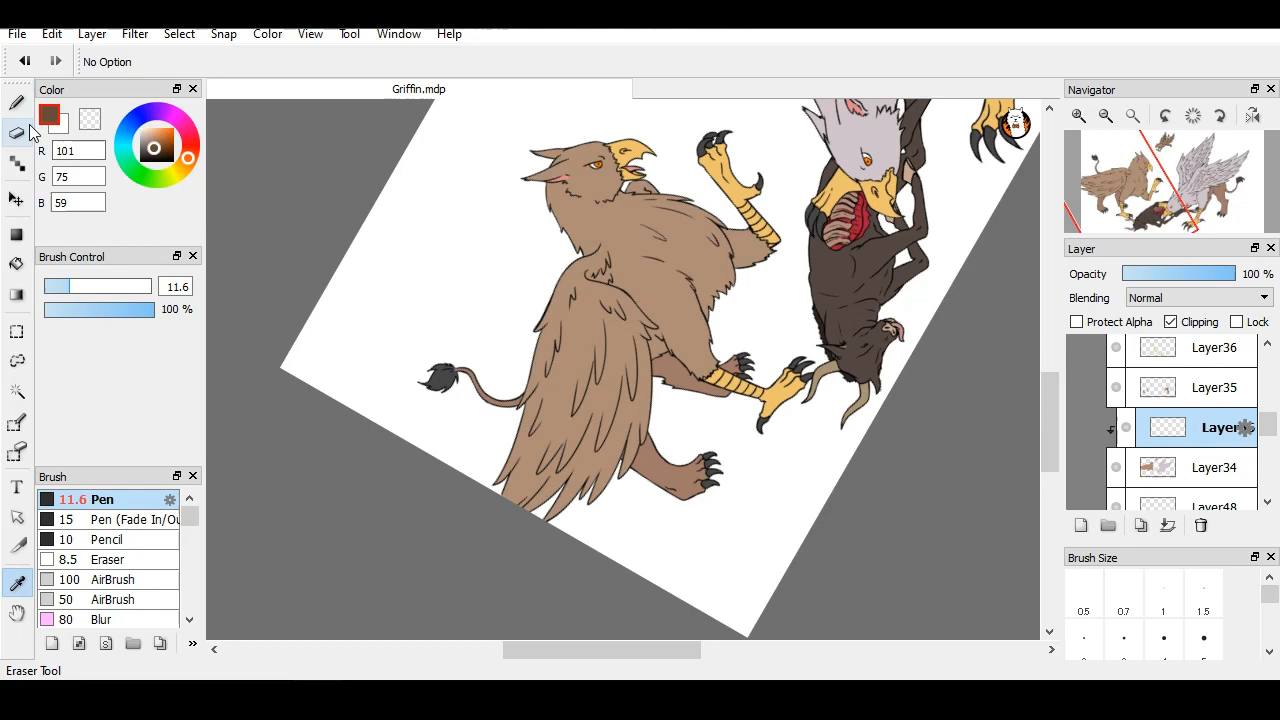 File Edit Layer Filter Select Snap Color View Tool Window Help
No Option
Color
R 101
G 75
B 59
Brush Control
11.6
100 %
Brush
11.6 Pen
15 Pen (Fade In/Ou
10 Pencil
8.5 Eraser
100 AirBrush
50 AirBrush
80 Blur
Eraser Tool
Griffin.mdp
Navigator
Layer
Opacity 100 %
Blending Normal
Protect Alpha Clipping Lock
Layer36
Layer35
Layer
Layer34
Layer48
Brush Size
0.5 0.7 1 1.5